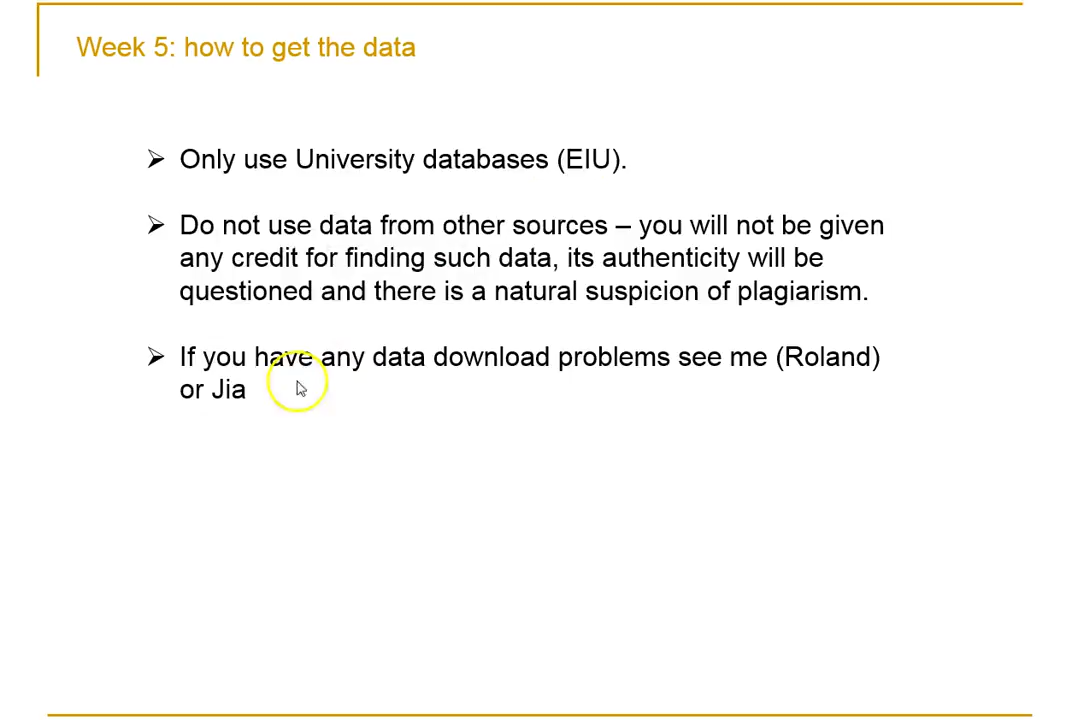 Week 5: how to get the data
➢ Only use University databases (EIU).
➢ Do not use data from other sources – you will not be given
any credit for finding such data, its authenticity will be
questioned and there is a natural suspicion of plagiarism.
➢ If you have any data download problems see me (Roland)
or Jia